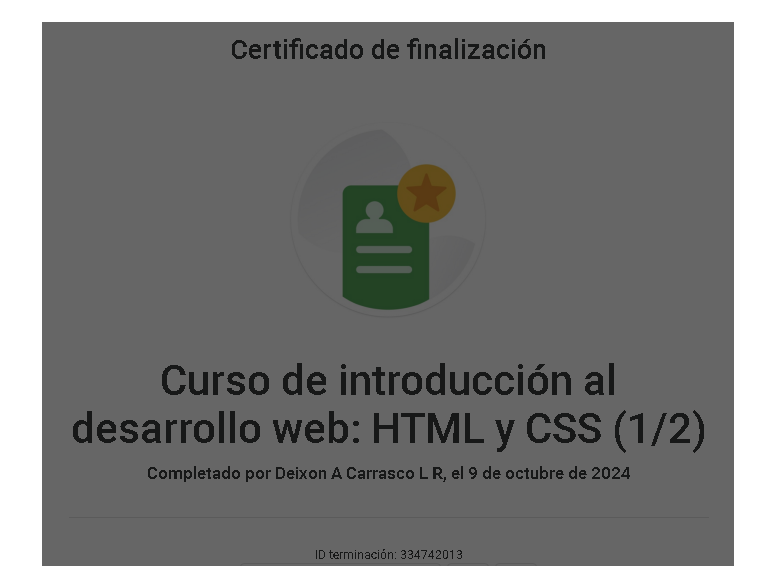 Certificado de finalización
Curso de introducción al
desarrollo web: HTML y CSS (1/2)
Completado por Deixon A Carrasco L R, el 9 de octubre de 2024
ID terminación: 334742013